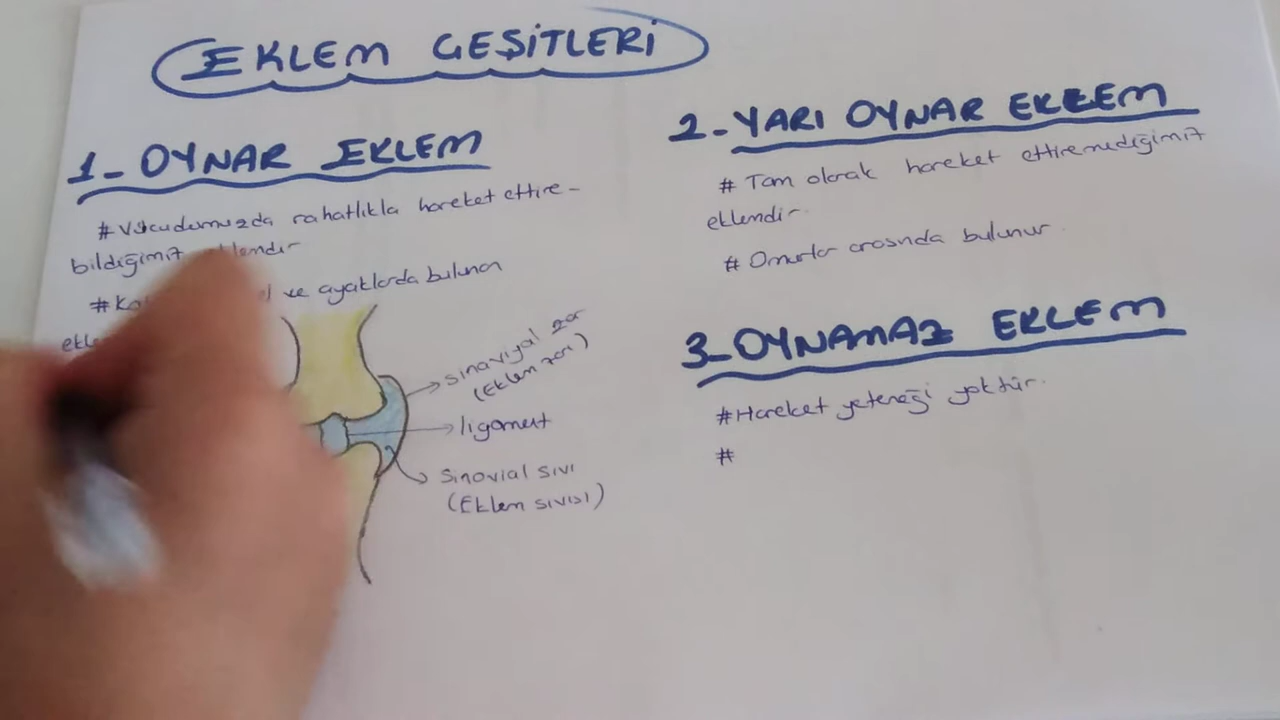 EKLEM ÇEŞİTLERİ
1- OYNAR EKLEM
# Vücudumuzda rahatlıkla hareket ettire-
bildiğimiz
# ve ayaklarda bulunan
sinoviyal zar
(Eklem zarı)
ligament
Sinovial sıvı
(Eklem sıvısı)
2- YARI OYNAR EKLEM
# Tam olarak hareket ettiremediğimiz
eklemdir.
# Omurlar arasında bulunur.
3- OYNAMAZ EKLEM
# Hareket yeteneği yoktur.
#